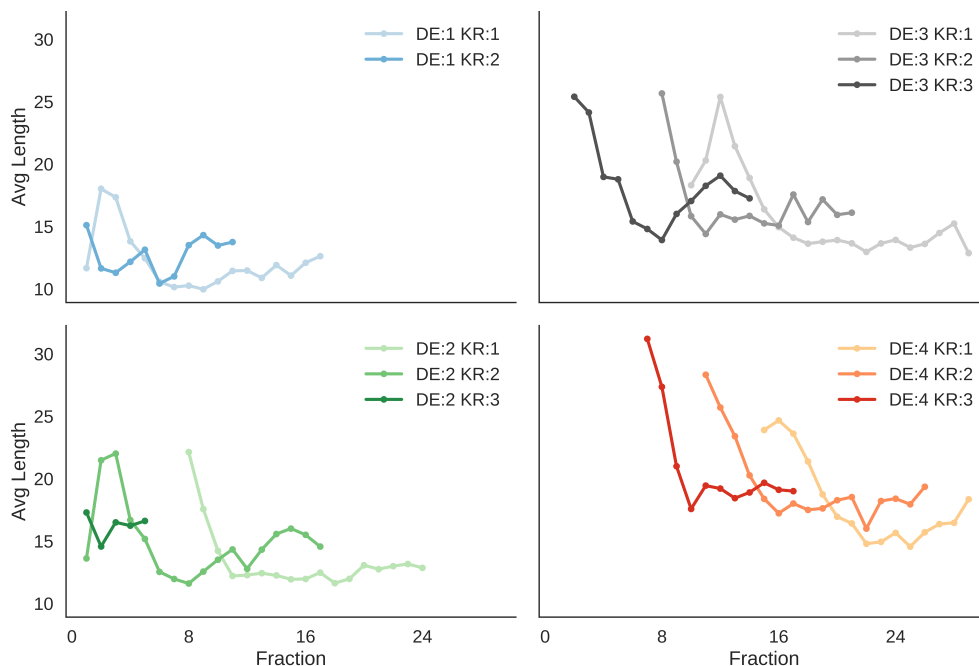 30
25
20
15
10
Avg Length
DE:1 KR:1
DE:1 KR:2
DE:3 KR:1
DE:3 KR:2
DE:3 KR:3
30
25
20
15
10
Avg Length
DE:2 KR:1
DE:2 KR:2
DE:2 KR:3
0 8 16 24
Fraction
DE:4 KR:1
DE:4 KR:2
DE:4 KR:3
0 8 16 24
Fraction